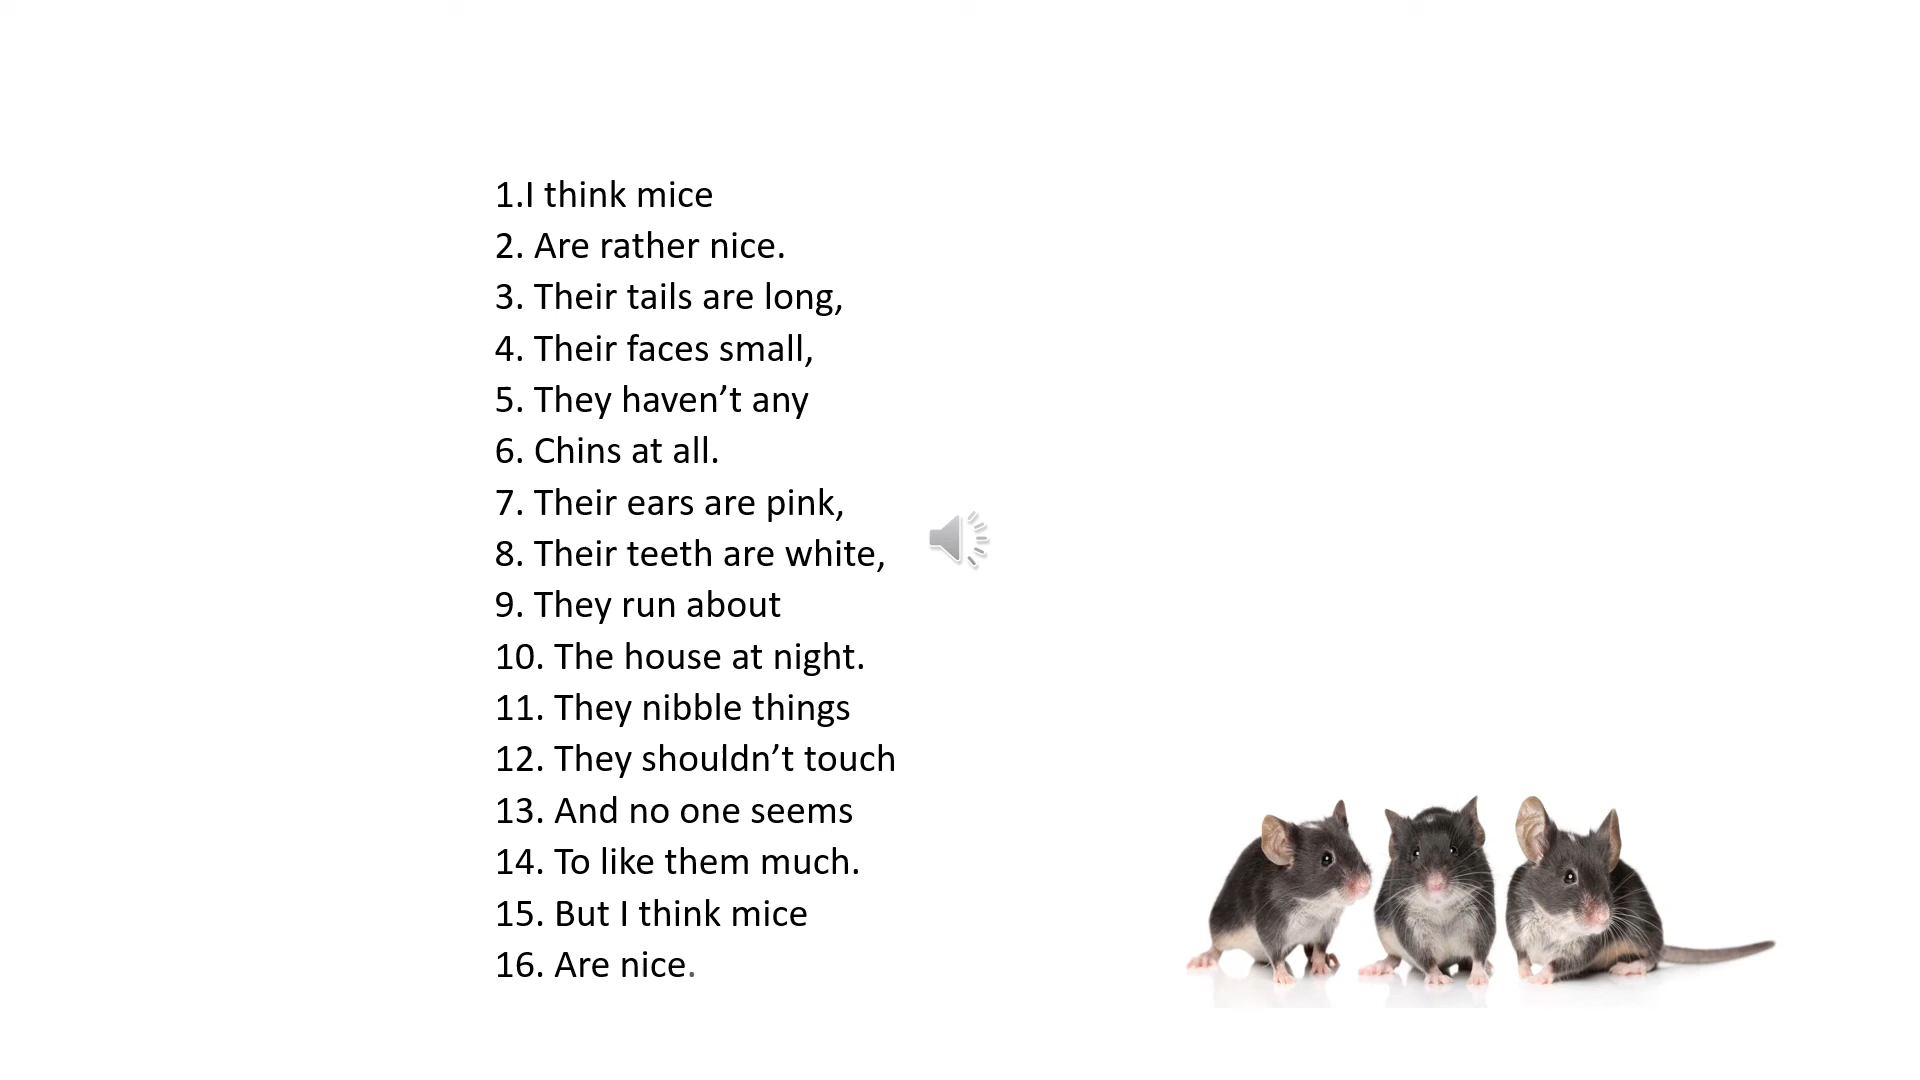 1.I think mice
2. Are rather nice.
3. Their tails are long,
4. Their faces small,
5. They haven’t any
6. Chins at all.
7. Their ears are pink,
8. Their teeth are white,
9. They run about
10. The house at night.
11. They nibble things
12. They shouldn’t touch
13. And no one seems
14. To like them much.
15. But I think mice
16. Are nice.